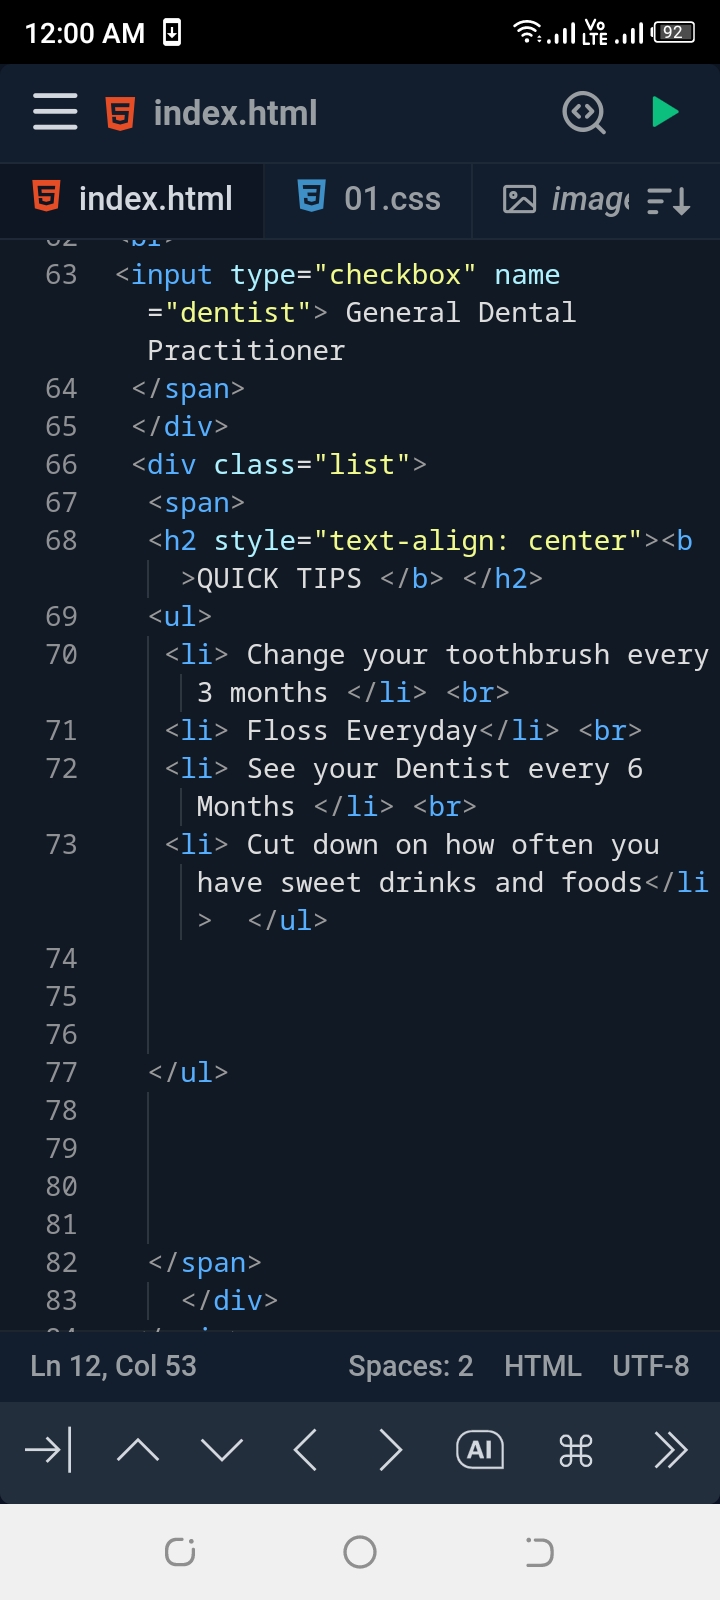 12:00 AM Vo LTE 92
index.html
index.html 01.css
63 <input type="checkbox" name
="dentist"> General Dental
Practitioner
64 </span>
65 </div>
66 <div class="list">
67 <span>
68 <h2 style="text-align: center"><b
>QUICK TIPS </b> </h2>
69 <ul>
70 <li> Change your toothbrush every
3 months </li> <br>
71 <li> Floss Everyday</li> <br>
72 <li> See your Dentist every 6
Months </li> <br>
73 <li> Cut down on how often you
have sweet drinks and foods</li
>  </ul>
74
75
76
77 </ul>
78
79
80
81
82 </span>
83 </div>
Ln 12, Col 53 Spaces: 2 HTML UTF-8
AI